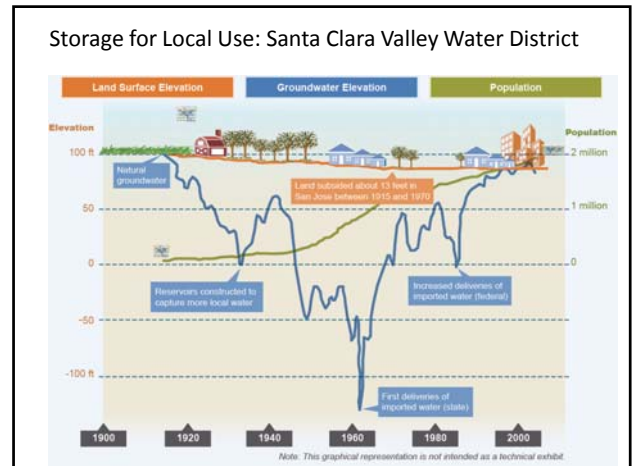 Storage for Local Use: Santa Clara Valley Water District
Land Surface Elevation
Groundwater Elevation
Population
Elevation
Population
100 ft
2 million
Natural
groundwater
Land subsided about 13 feet in
San Jose between 1915 and 1970
50
1 million
0
0
Reservoirs constructed to
capture more local water
Increased deliveries of
imported water (federal)
-50
-100 ft
First deliveries of
imported water (state)
1900
1920
1940
1960
1980
2000
Note: This graphical representation is not intended as a technical exhibit.